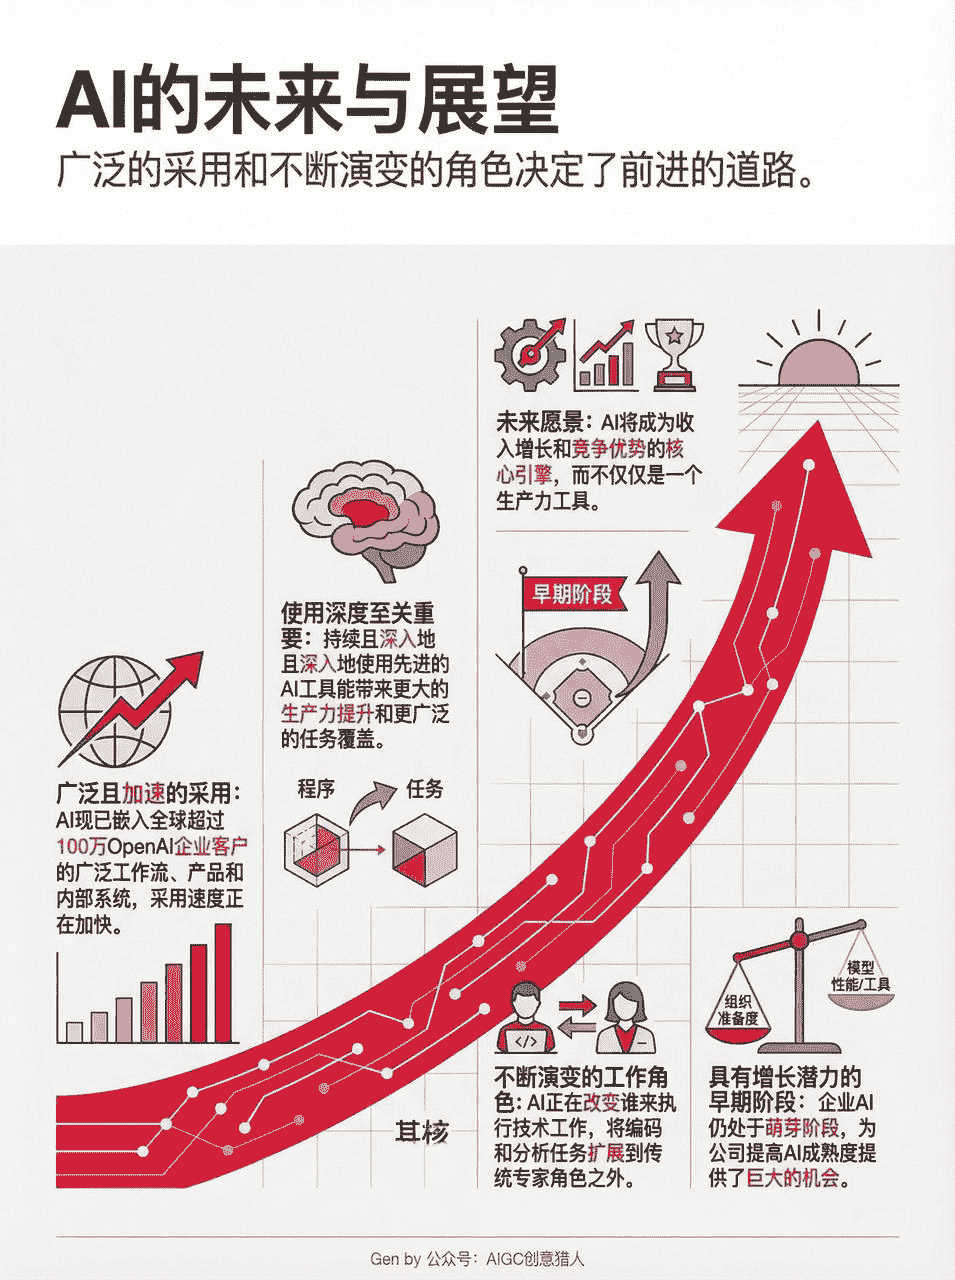 AI的未来与展望
广泛的采用和不断演变的角色决定了前进的道路。
未来愿景：AI将成为收
入增长和竞争优势的核
心引擎，而不仅仅是一个
生产力工具。
早期阶段
使用深度至关重
要：持续且深入地
且深入地使用先进的
AI工具能带来更大的
生产力提升和更广泛
的任务覆盖。
程序
任务
广泛且加速的采用：
AI现已嵌入全球超过
100万OpenAI企业客户
的广泛工作流、产品和
内部系统，采用速度正
在加快。
</>
不断演变的工作角
色：AI正在改变谁来执
行技术工作，将编码
和分析任务扩展到传
统专家角色之外。
组织
准备度
模型
性能/工具
具有增长潜力的
早期阶段：企业AI
仍处于萌芽阶段，为
公司提高AI成熟度提
供了巨大的机会。
其核
Gen by 公众号：AIGC创意猎人